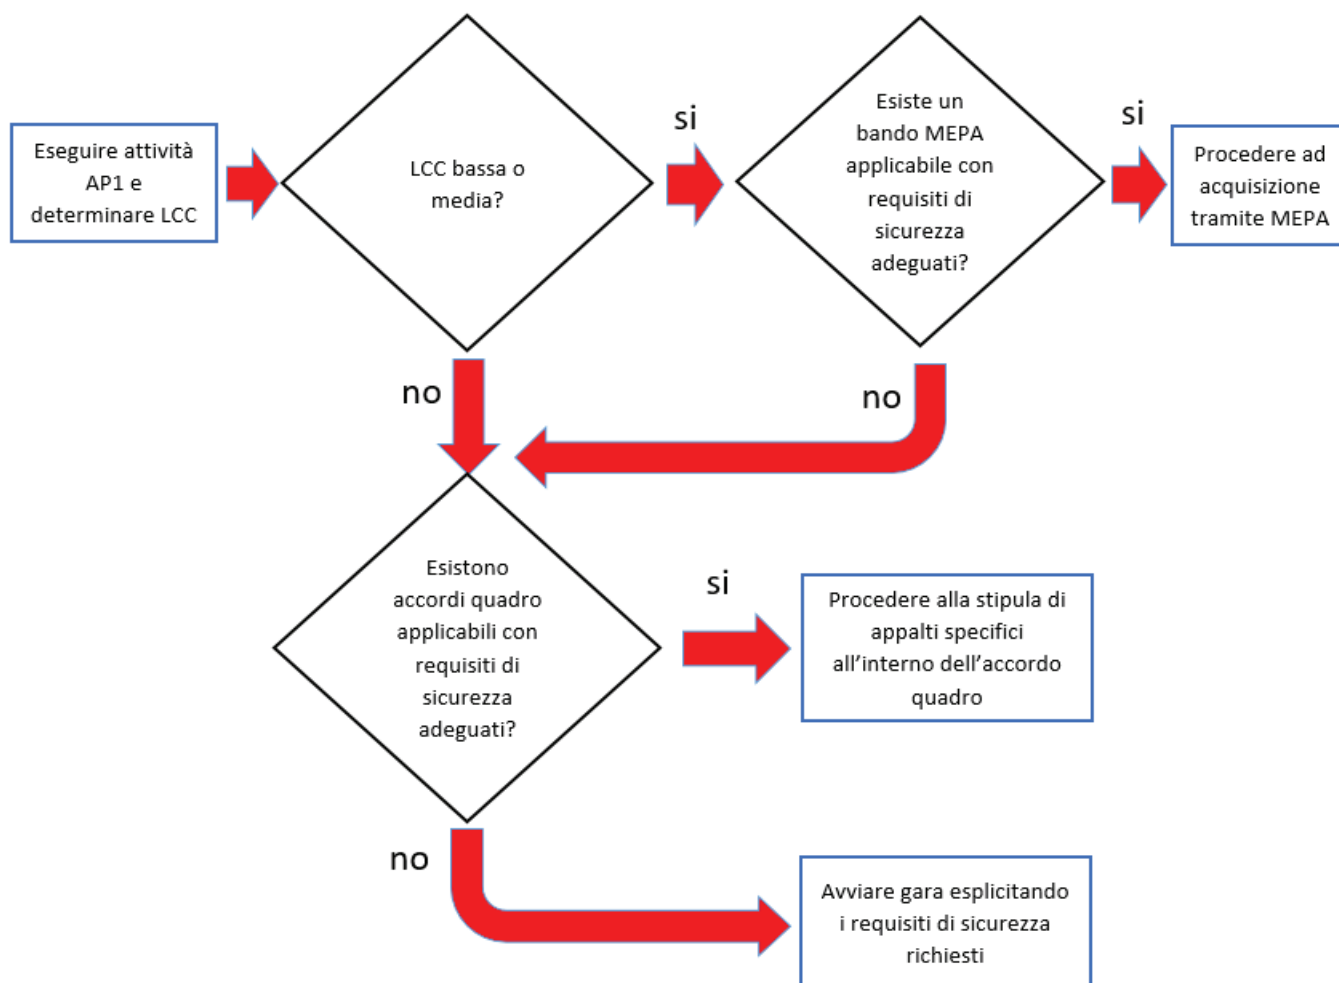 Eseguire attività
AP1 e
determinare LCC
LCC bassa o
media?
si
Esiste un
bando MEPA
applicabile con
requisiti di
sicurezza
adeguati?
si
Procedere ad
acquisizione
tramite MEPA
no
no
Esistono
accordi quadro
applicabili con
requisiti di
sicurezza
adeguati?
si
Procedere alla stipula di
appalti specifici
all’interno dell’accordo
quadro
no
Avviare gara esplicitando
i requisiti di sicurezza
richiesti